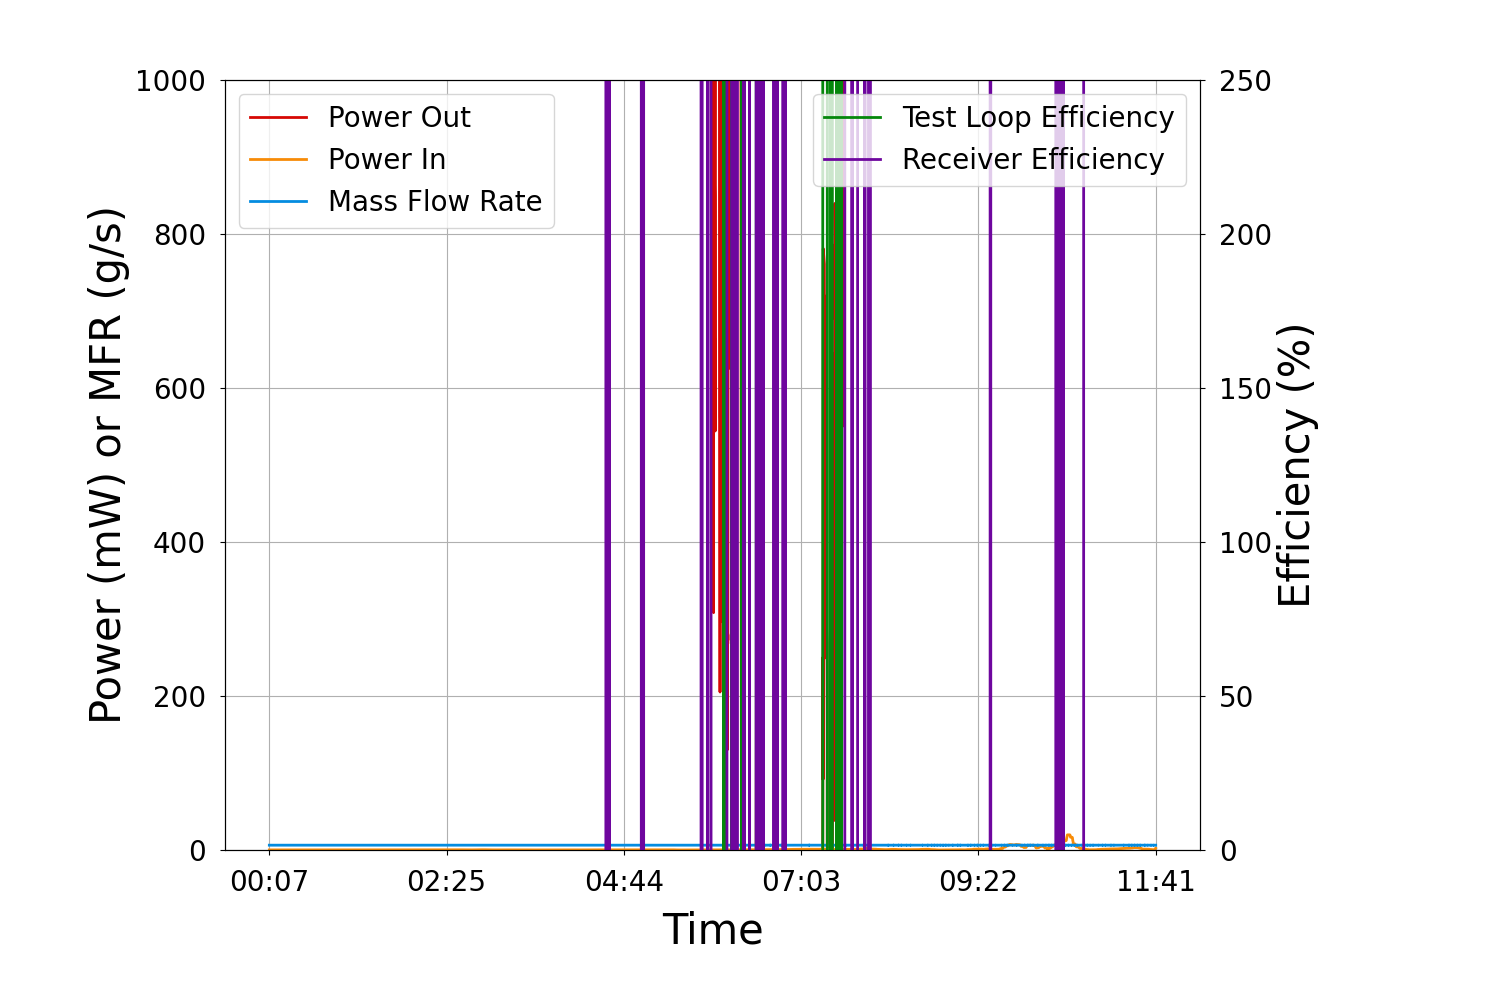 1000
800
600
400
200
0
Power (mW) or MFR (g/s)
Power Out
Power In
Mass Flow Rate
Test Loop Efficiency
Receiver Efficiency
250
200
150
100
50
0
Efficiency (%)
00:07 02:25 04:44 07:03 09:22 11:41
Time